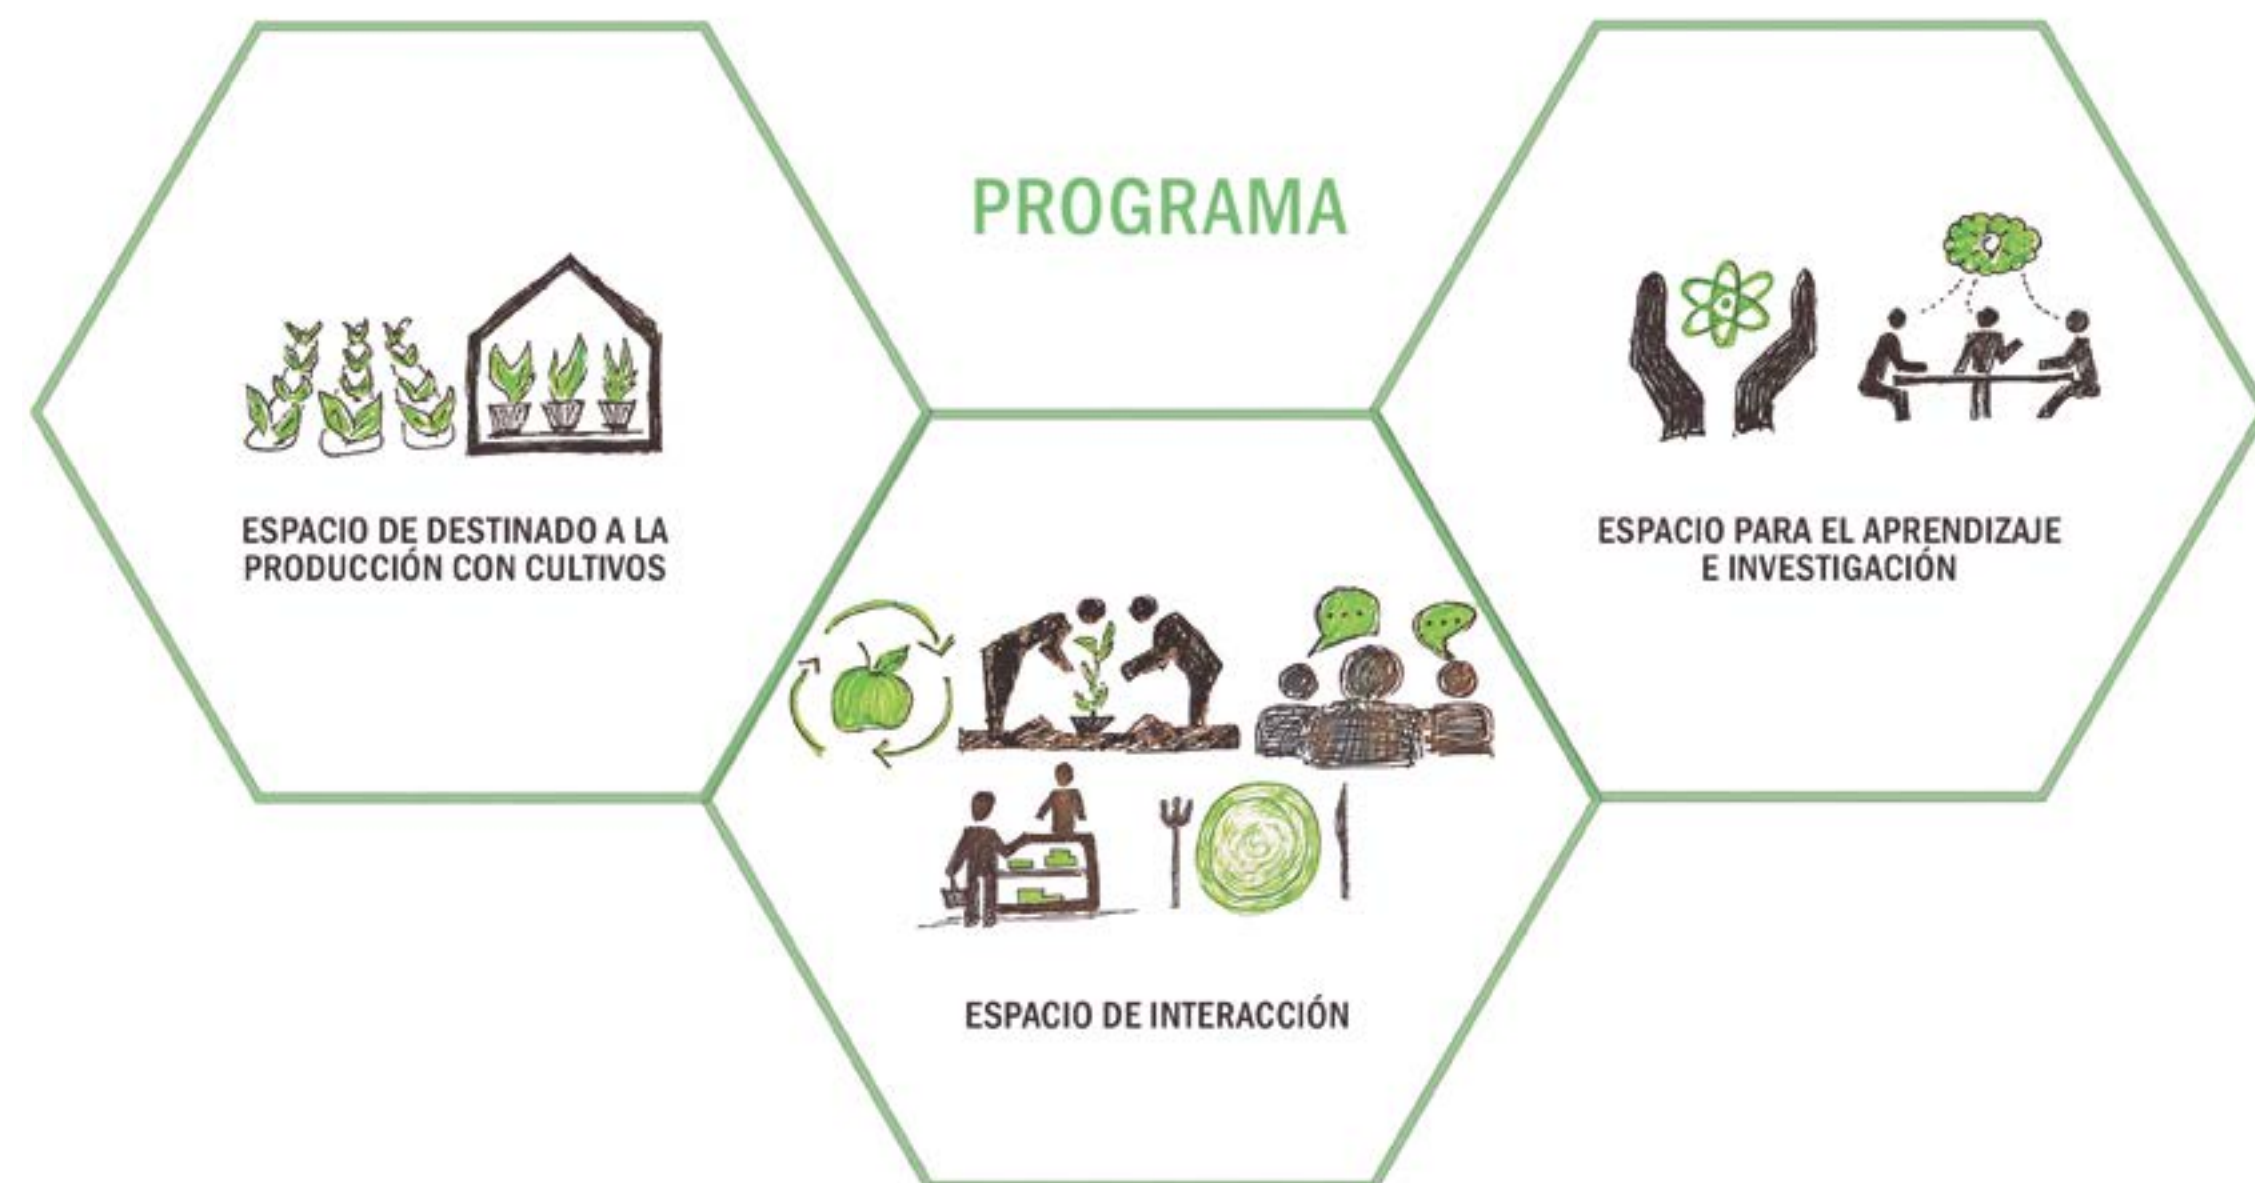 PROGRAMA
ESPACIO DE DESTINADO A LA
PRODUCCIÓN CON CULTIVOS
ESPACIO PARA EL APRENDIZAJE
E INVESTIGACIÓN
ESPACIO DE INTERACCIÓN